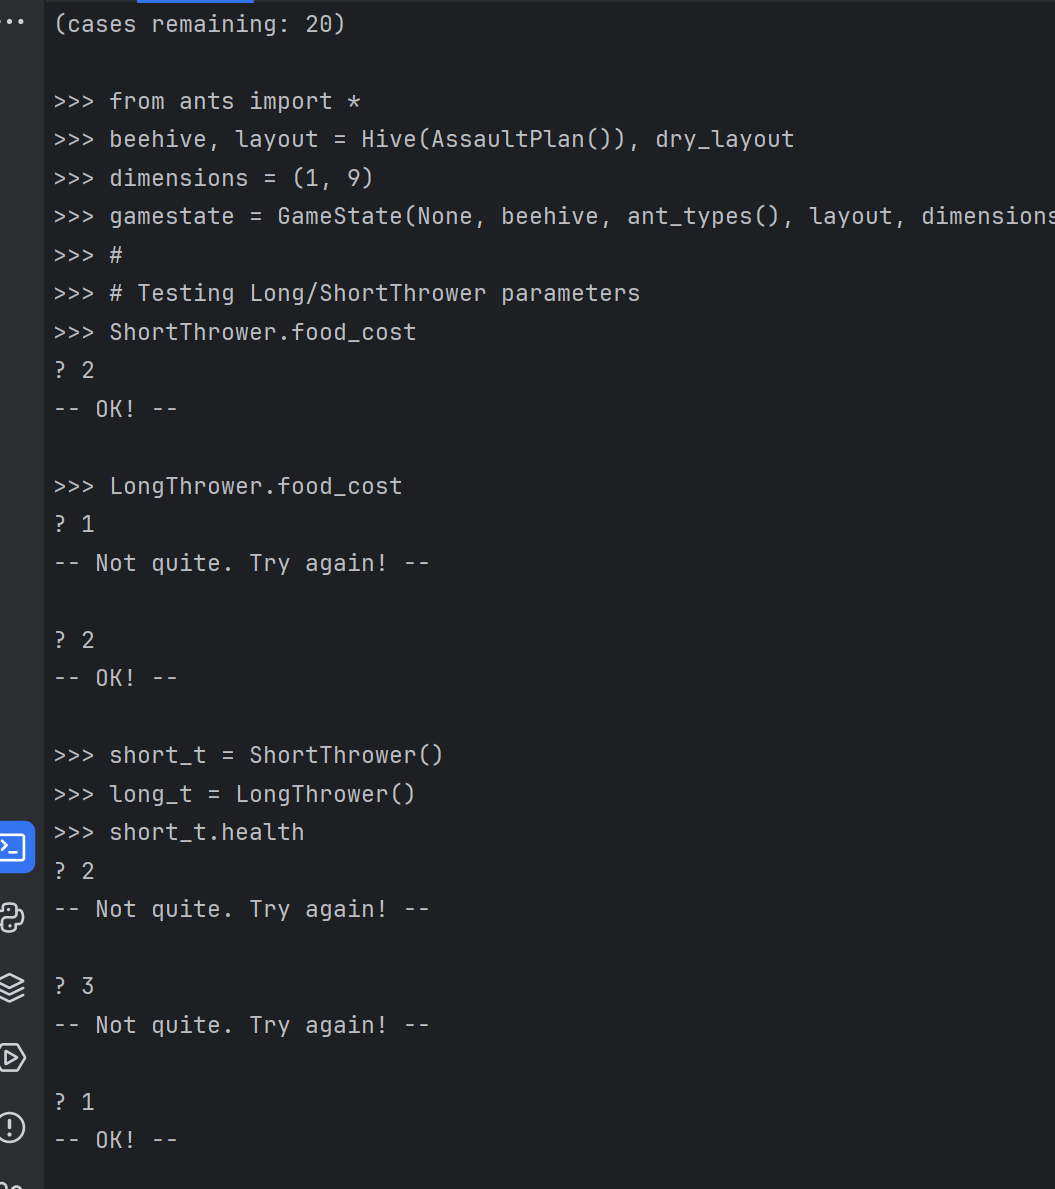 (cases remaining: 20)
>>> from ants import *
>>> beehive, layout = Hive(AssaultPlan()), dry_layout
>>> dimensions = (1, 9)
>>> gamestate = GameState(None, beehive, ant_types(), layout, dimensions
>>> #
>>> # Testing Long/ShortThrower parameters
>>> ShortThrower.food_cost
? 2
-- OK! --
>>> LongThrower.food_cost
? 1
-- Not quite. Try again! --
? 2
-- OK! --
>>> short_t = ShortThrower()
>>> long_t = LongThrower()
>>> short_t.health
? 2
-- Not quite. Try again! --
? 3
-- Not quite. Try again! --
? 1
-- OK! --